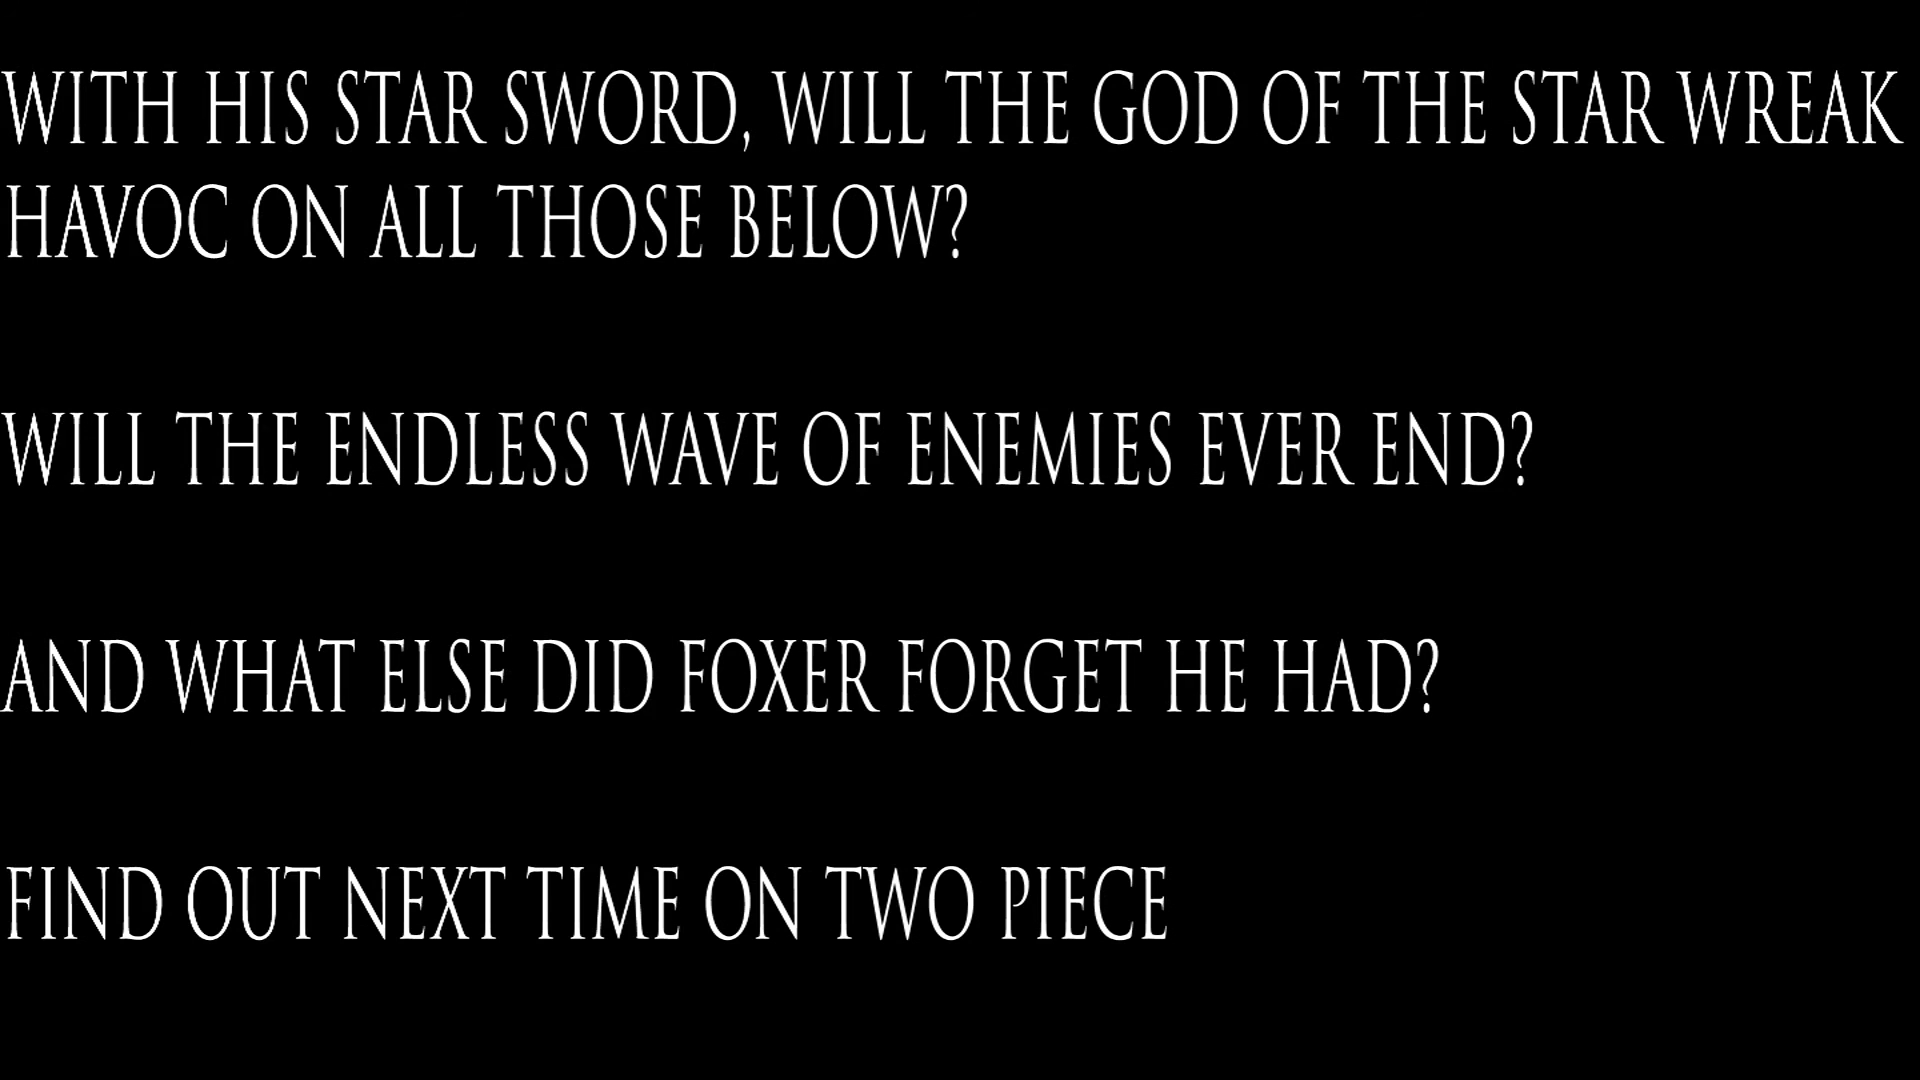 WITH HIS STAR SWORD, WILL THE GOD OF THE STAR WREAK
HAVOC ON ALL THOSE BELOW?
WILL THE ENDLESS WAVE OF ENEMIES EVER END?
AND WHAT ELSE DID FOXER FORGET HE HAD?
FIND OUT NEXT TIME ON TWO PIECE